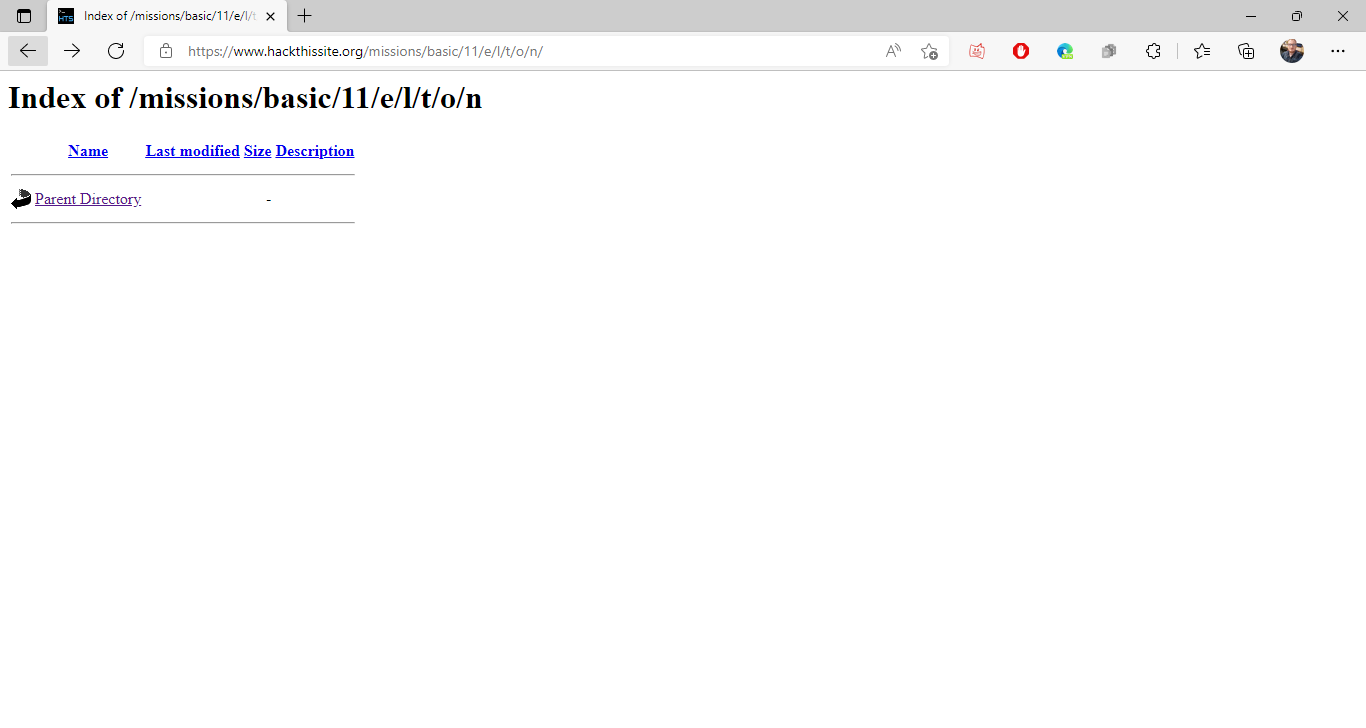 Index of /missions/basic/11/e/l/t
https://www.hackthissite.org/missions/basic/11/e/l/t/o/n/
Index of /missions/basic/11/e/l/t/o/n
Name Last modified Size Description
Parent Directory -